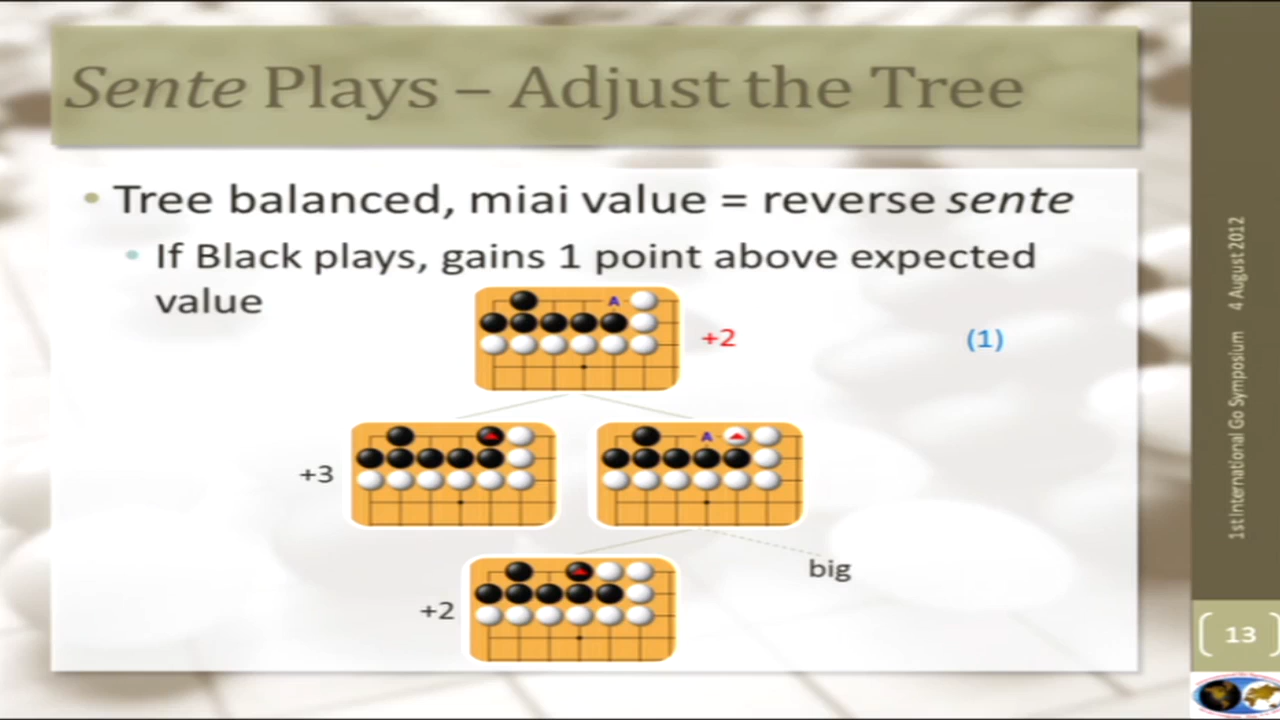 Sente Plays – Adjust the Tree
• Tree balanced, miai value = reverse sente
• If Black plays, gains 1 point above expected
value
A
+2
(1)
+3
A
big
+2
1st International Go Symposium 4 August 2012
13